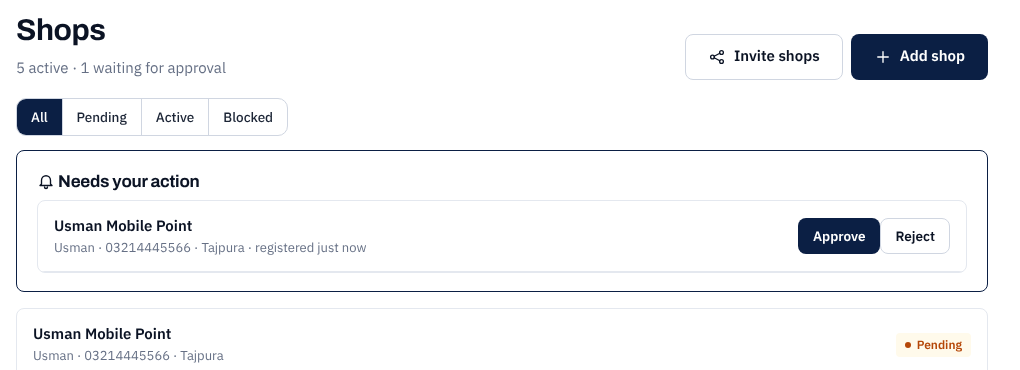 Shops
5 active · 1 waiting for approval
Invite shops
Add shop
All
Pending
Active
Blocked
Needs your action
Usman Mobile Point
Usman · 03214445566 · Tajpura · registered just now
Approve
Reject
Usman Mobile Point
Usman · 03214445566 · Tajpura
Pending